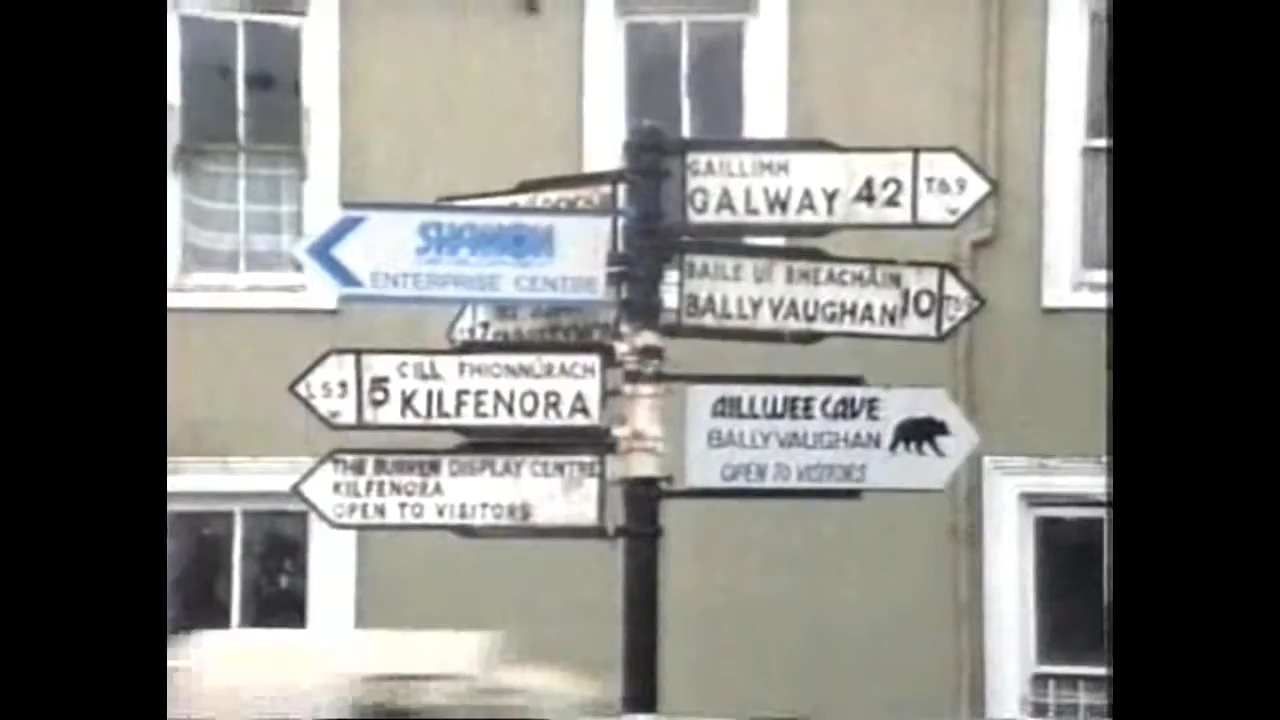 GAILLIMH
GALWAY 42
SHANNON
ENTERPRISE CENTRE
BAILE UÍ BHEACHÁIN
BALLYVAUGHAN 10
CILL FHIONNÚRACH
L53 5 KILFENORA
AILLWEE CAVE
BALLYVAUGHAN
OPEN TO VISITORS
THE BURREN DISPLAY CENTRE
KILFENORA
OPEN TO VISITORS